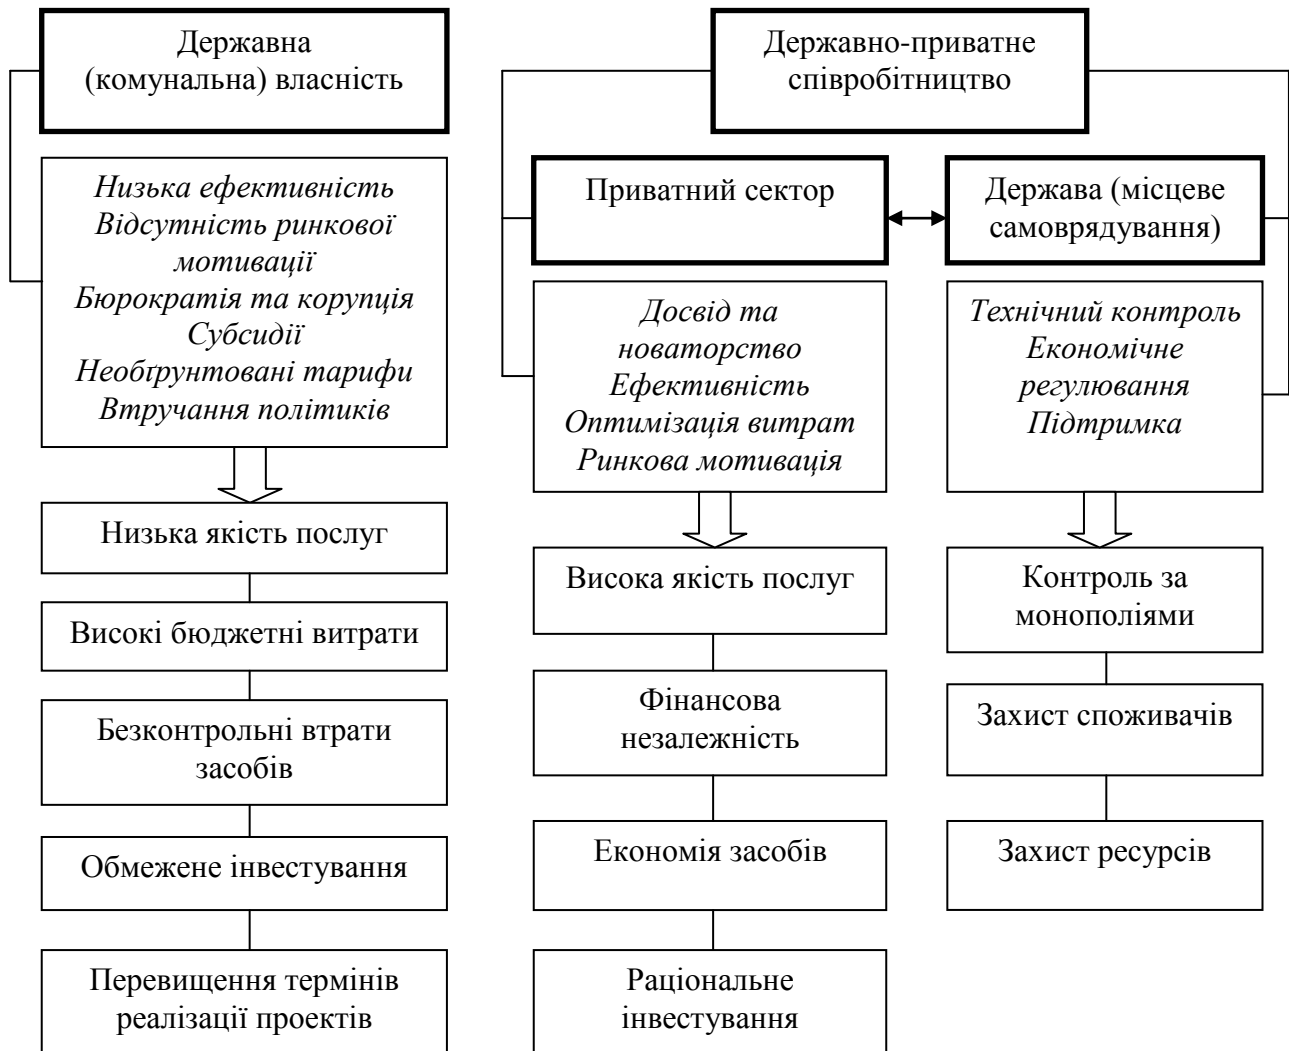 Державна
(комунальна) власність
Низька ефективність
Відсутність ринкової
мотивації
Бюрократія та корупція
Субсидії
Необґрунтовані тарифи
Втручання політиків
Низька якість послуг
Високі бюджетні витрати
Безконтрольні втрати
засобів
Обмежене інвестування
Перевищення термінів
реалізації проектів
Державно-приватне
співробітництво
Приватний сектор
Досвід та
новаторство
Ефективність
Оптимізація витрат
Ринкова мотивація
Висока якість послуг
Фінансова
незалежність
Економія засобів
Раціональне
інвестування
Держава (місцеве
самоврядування)
Технічний контроль
Економічне
регулювання
Підтримка
Контроль за
монополіями
Захист споживачів
Захист ресурсів